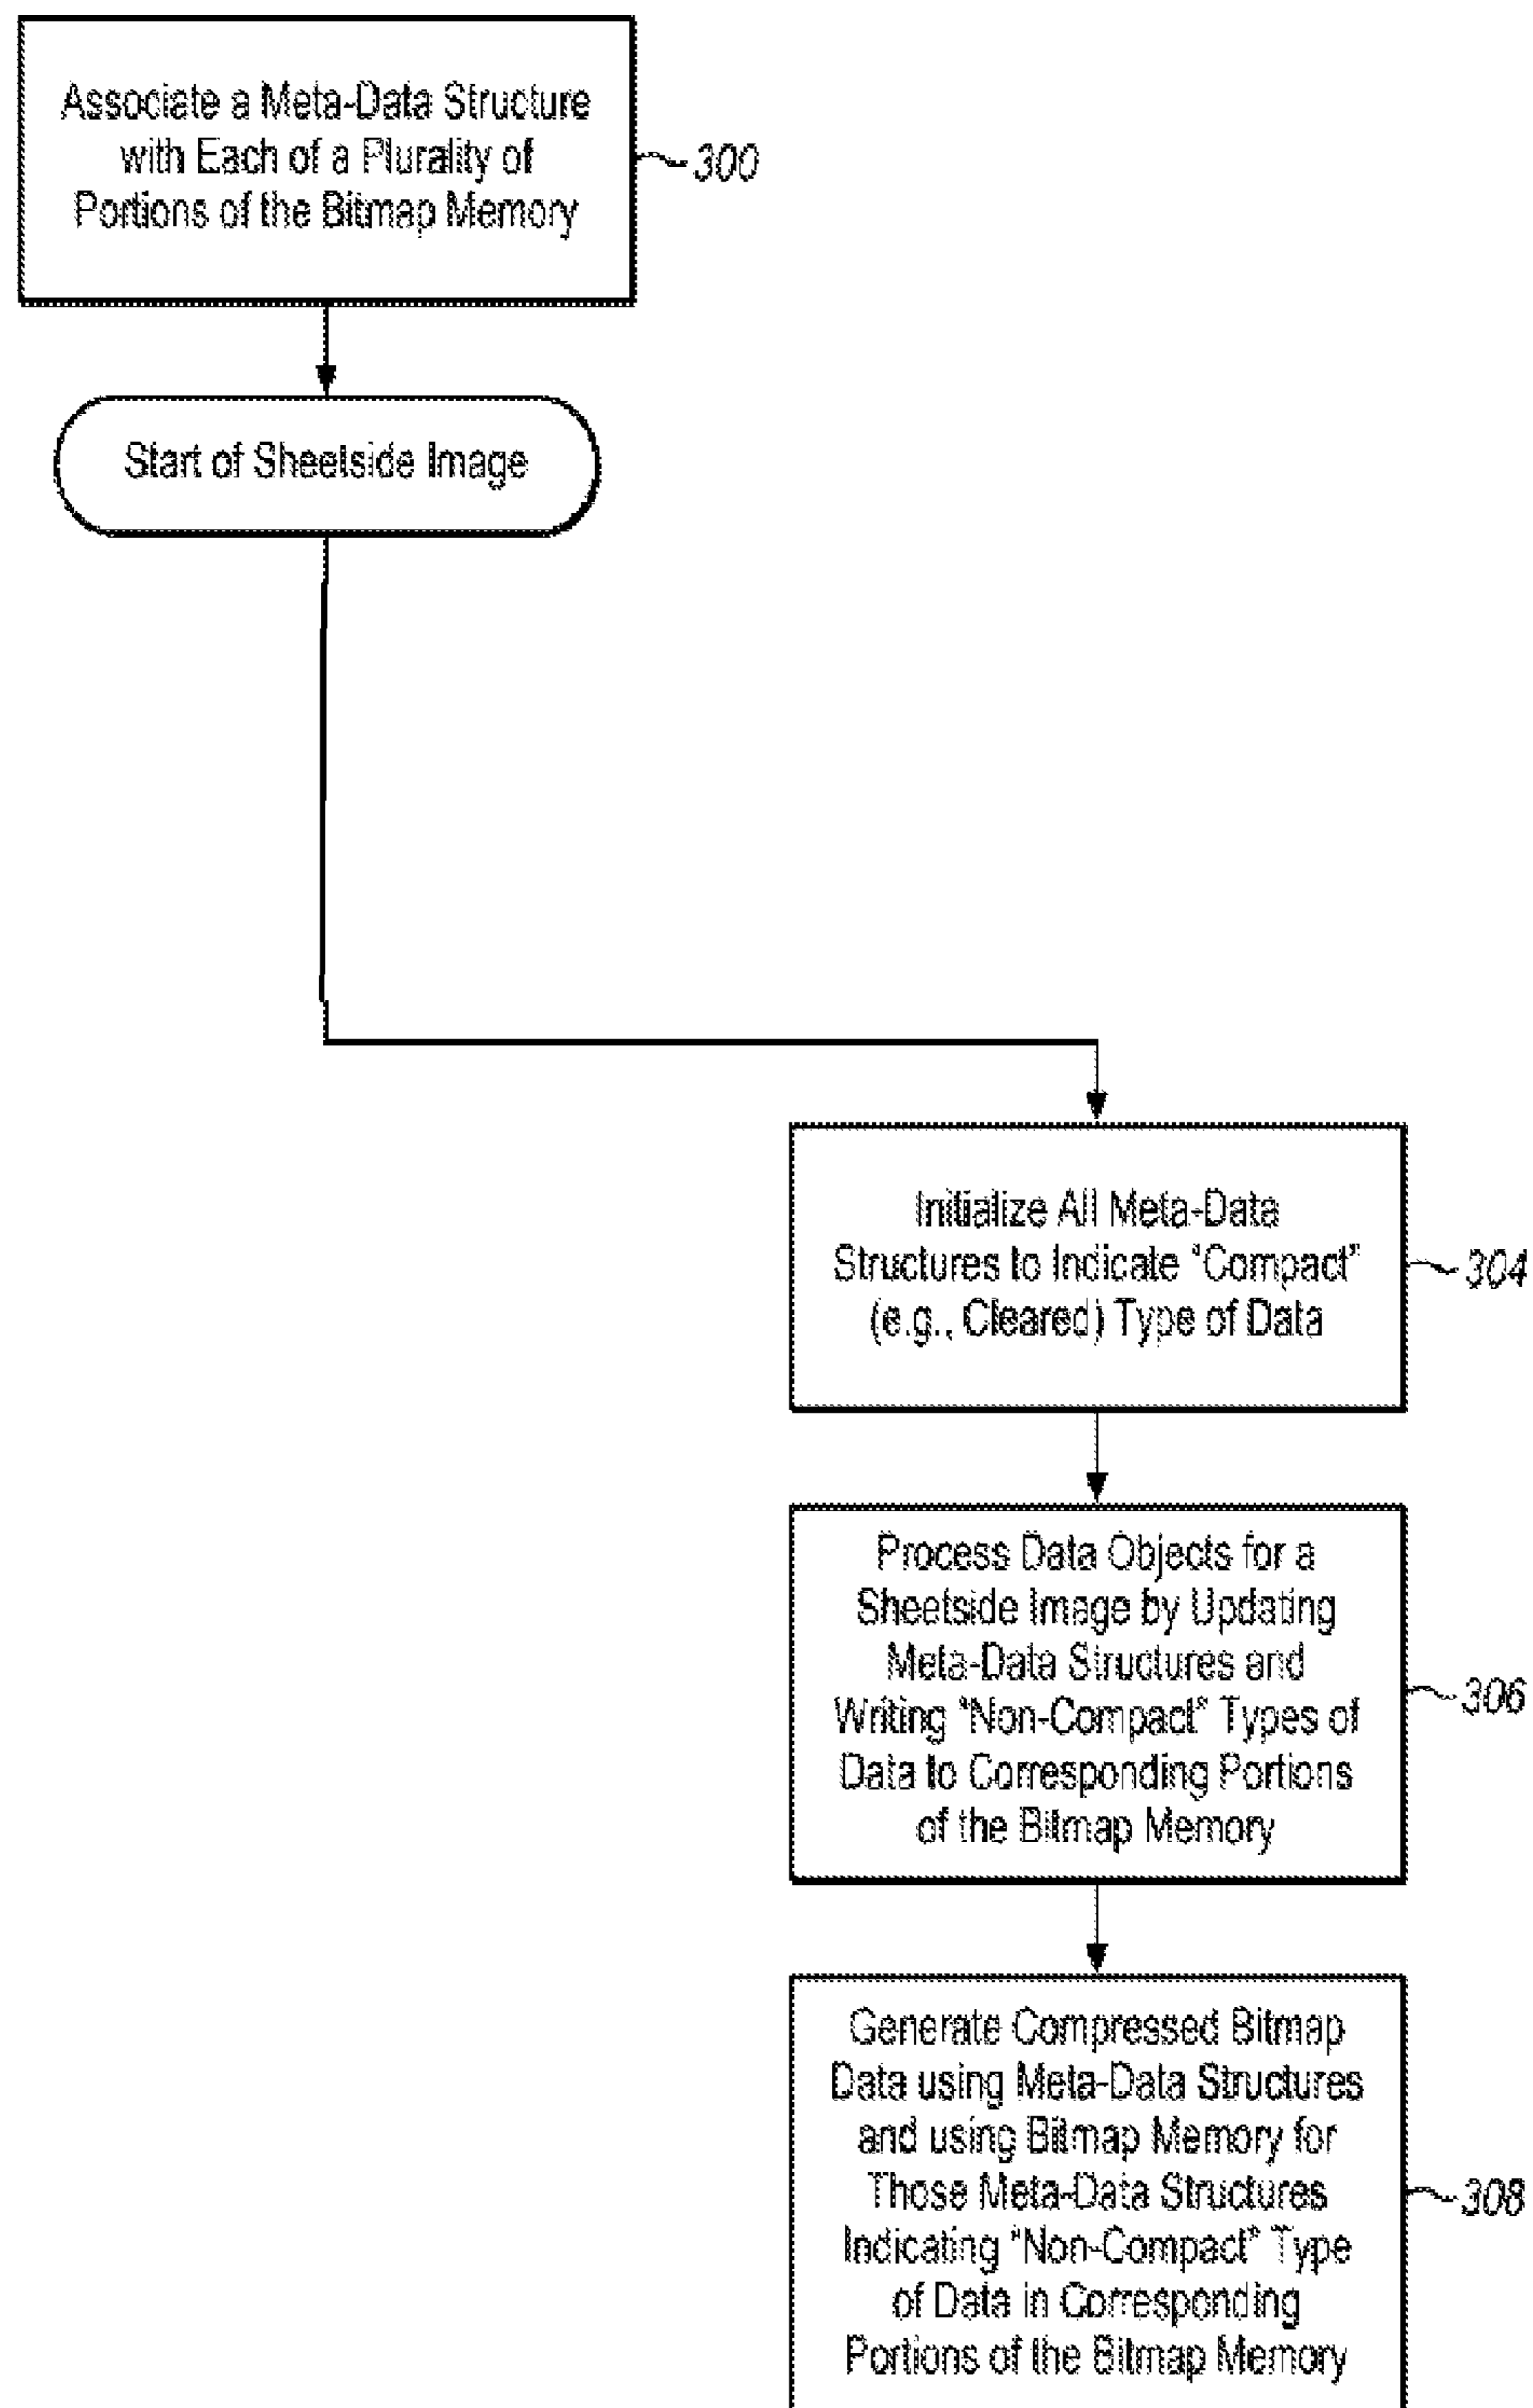 Associate a Meta-Data Structure
with Each of a Plurality of
Portions of the Bitmap Memory
300
Start of Sheetside Image
Initialize All Meta-Data
Structures to Indicate "Compact"
(e.g., Cleared) Type of Data
304
Process Data Objects for a
Sheetside Image by Updating
Meta-Data Structures and
Writing "Non-Compact" Types of
Data to Corresponding Portions
of the Bitmap Memory
306
Generate Compressed Bitmap
Data using Meta-Data Structures
and using Bitmap Memory for
Those Meta-Data Structures
Indicating "Non-Compact" Type
of Data in Corresponding
Portions of the Bitmap Memory
308